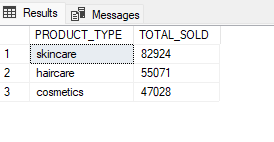 Results Messages
PRODUCT_TYPE TOTAL_SOLD
1 skincare 82924
2 haircare 55071
3 cosmetics 47028